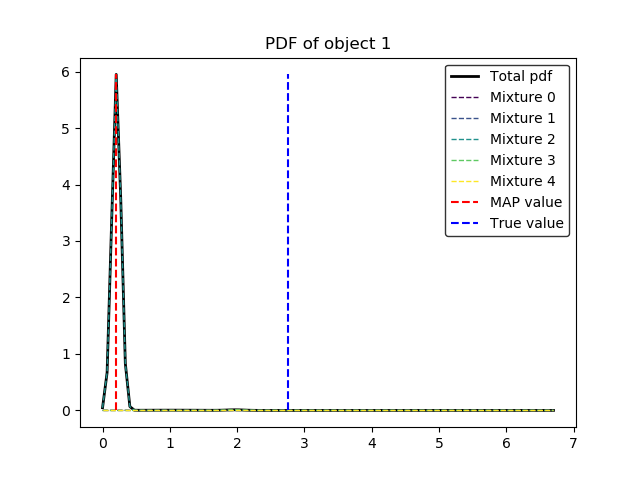 PDF of object 1
6
5
4
3
2
1
0
0 1 2 3 4 5 6 7
Total pdf
Mixture 0
Mixture 1
Mixture 2
Mixture 3
Mixture 4
MAP value
True value